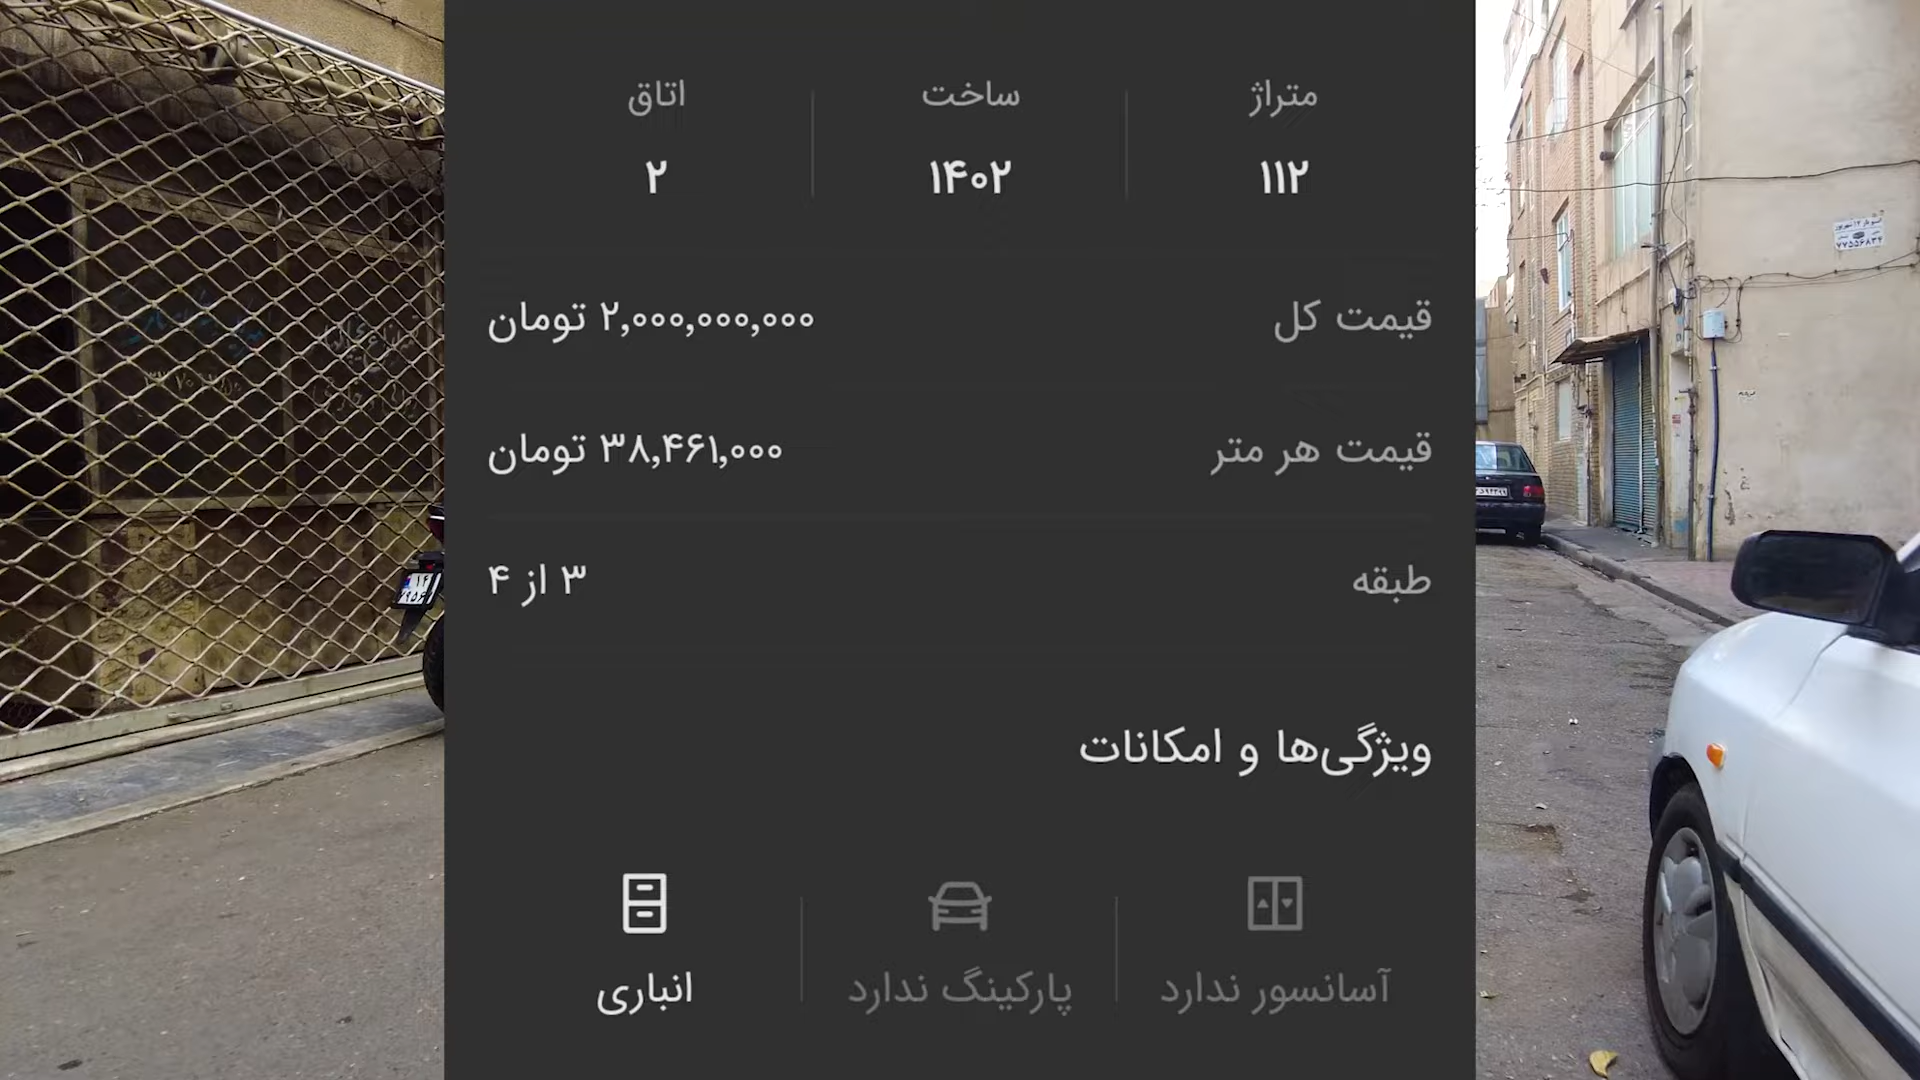 متراژ
ساخت
اتاق
۱۱۲
۱۴۰۲
۲
قیمت کل
۲,۰۰۰,۰۰۰,۰۰۰ تومان
قیمت هر متر
۳۸,۴۶۱,۰۰۰ تومان
طبقه
۳ از ۴
ویژگی‌ها و امکانات
آسانسور ندارد
پارکینگ ندارد
انباری
۷۷۵۵۶۸۳۴